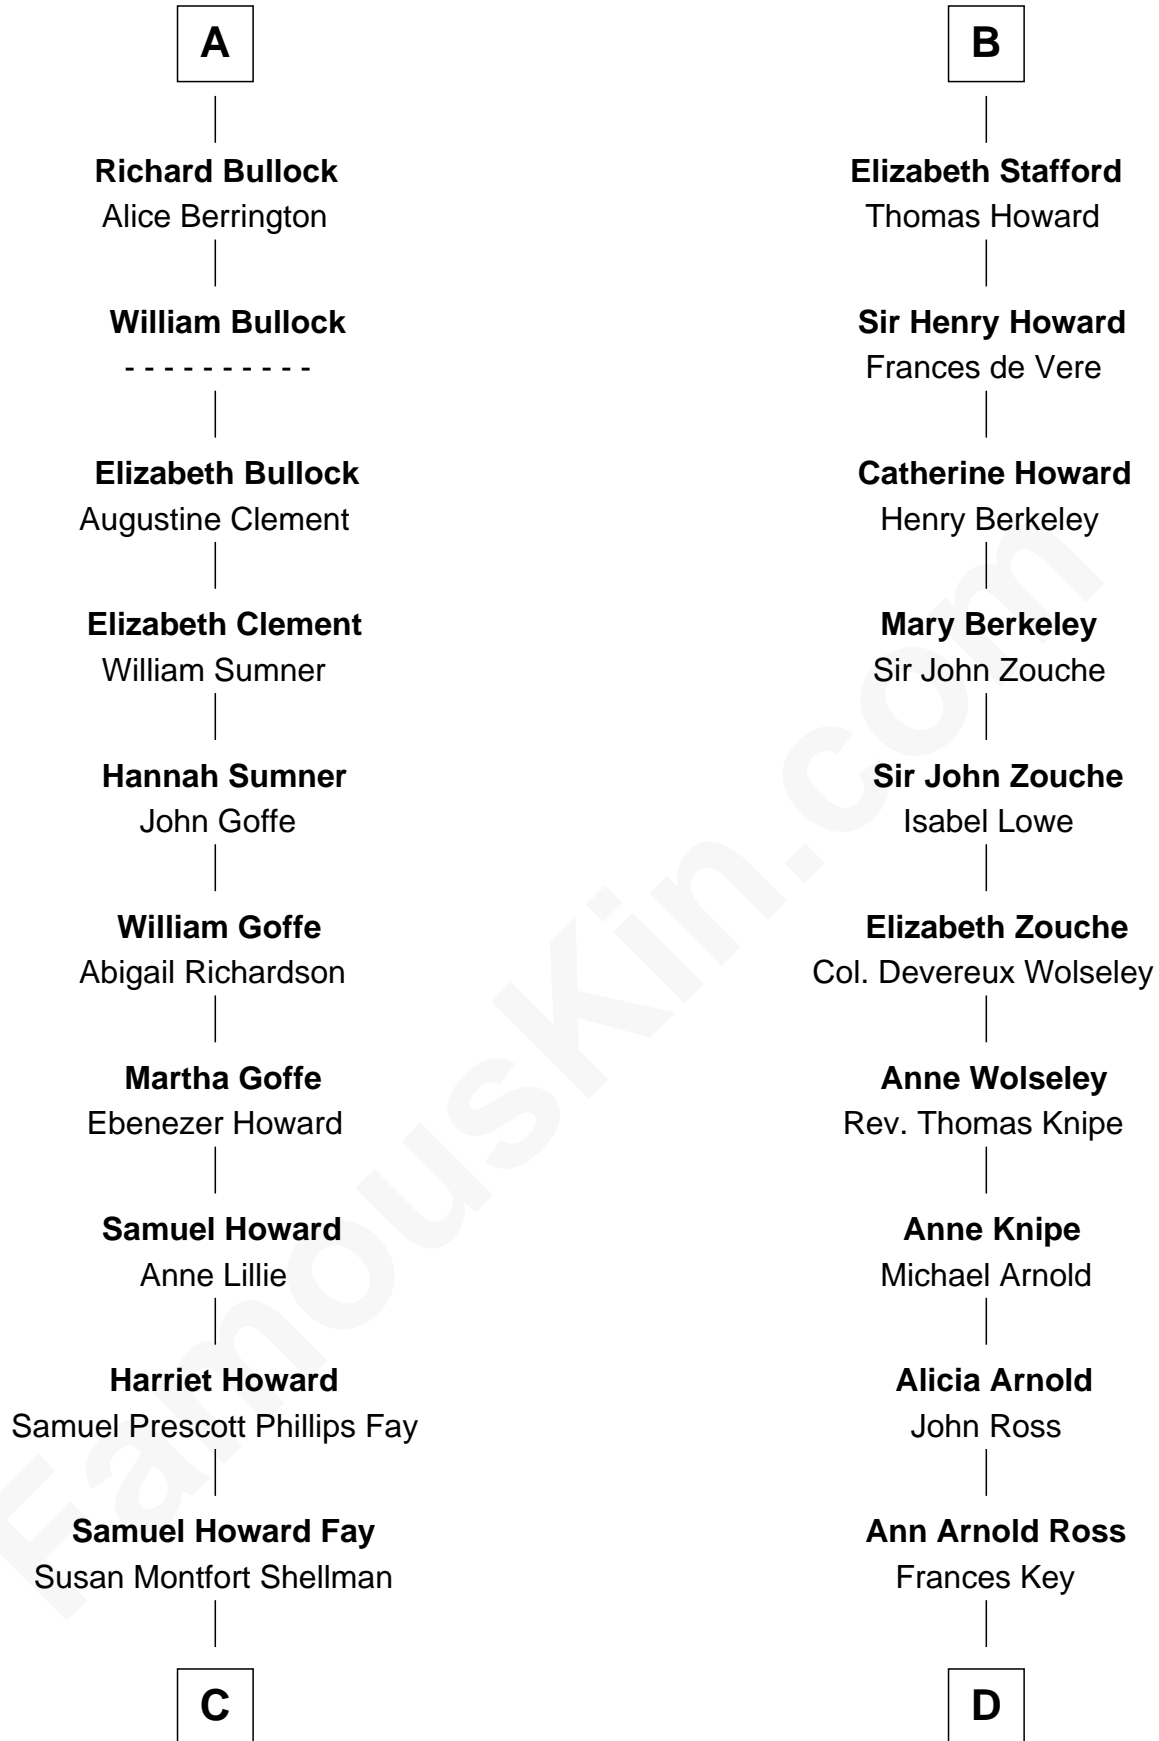 A
Richard Bullock
Alice Berrington
William Bullock
- - - - - - - - - -
Elizabeth Bullock
Augustine Clement
Elizabeth Clement
William Sumner
Hannah Sumner
John Goffe
William Goffe
Abigail Richardson
Martha Goffe
Ebenezer Howard
Samuel Howard
Anne Lillie
Harriet Howard
Samuel Prescott Phillips Fay
Samuel Howard Fay
Susan Montfort Shellman
C
B
Elizabeth Stafford
Thomas Howard
Sir Henry Howard
Frances de Vere
Catherine Howard
Henry Berkeley
Mary Berkeley
Sir John Zouche
Sir John Zouche
Isabel Lowe
Elizabeth Zouche
Col. Devereux Wolseley
Anne Wolseley
Rev. Thomas Knipe
Anne Knipe
Michael Arnold
Alicia Arnold
John Ross
Ann Arnold Ross
Frances Key
D
FamousKin.com